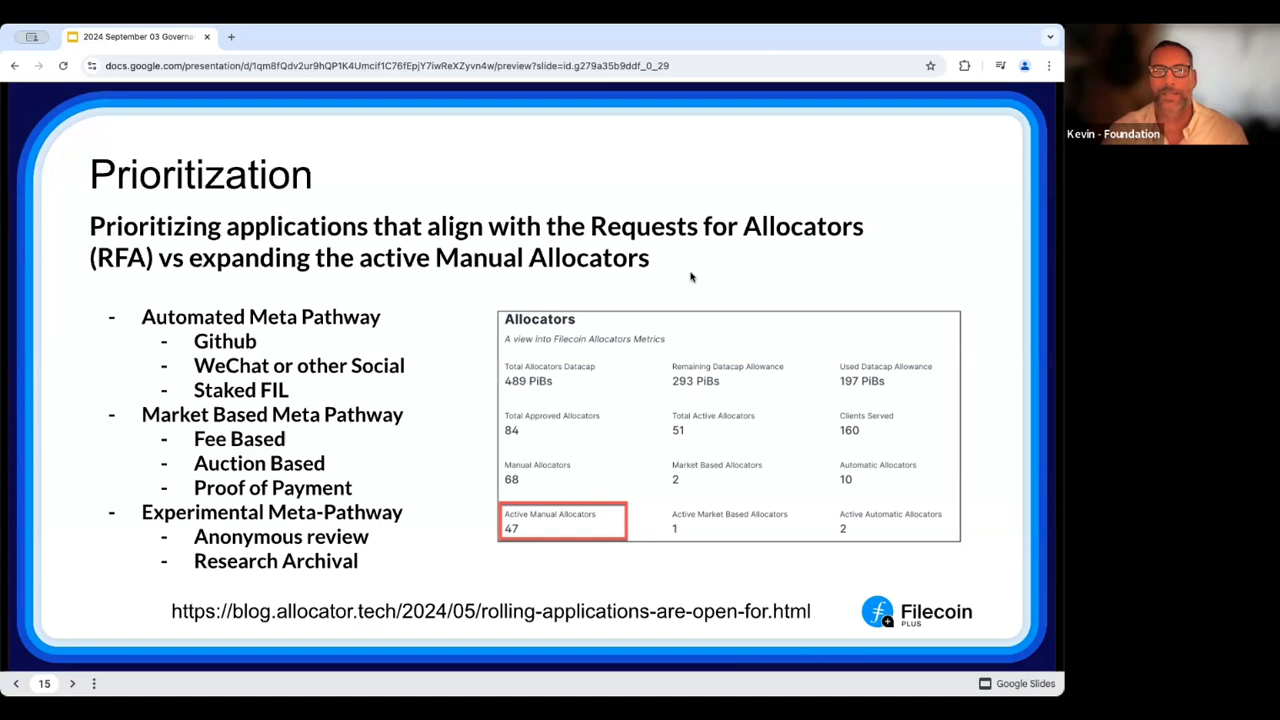 2024 September 03 Governa
docs.google.com/presentation/d/1qm8fQdv2ur9hQP1K4Umcif1C76fEpjY7iwReXZyvn4w/preview?slide=id.g279a35b9ddf_0_29
Kevin - Foundation
Prioritization
Prioritizing applications that align with the Requests for Allocators
(RFA) vs expanding the active Manual Allocators
- Automated Meta Pathway
- Github
- WeChat or other Social
- Staked FIL
- Market Based Meta Pathway
- Fee Based
- Auction Based
- Proof of Payment
- Experimental Meta-Pathway
- Anonymous review
- Research Archival
Allocators
A view into Filecoin Allocators Metrics
Total Allocators Datacap Remaining Datacap Allowance Used Datacap Allowance
489 PiBs 293 PiBs 197 PiBs
Total Approved Allocators Total Active Allocators Clients Served
84 51 160
Manual Allocators Market Based Allocators Automatic Allocators
68 2 10
Active Manual Allocators Active Market Based Allocators Active Automatic Allocators
47 1 2
https://blog.allocator.tech/2024/05/rolling-applications-are-open-for.html
Filecoin
PLUS
15
Google Slides